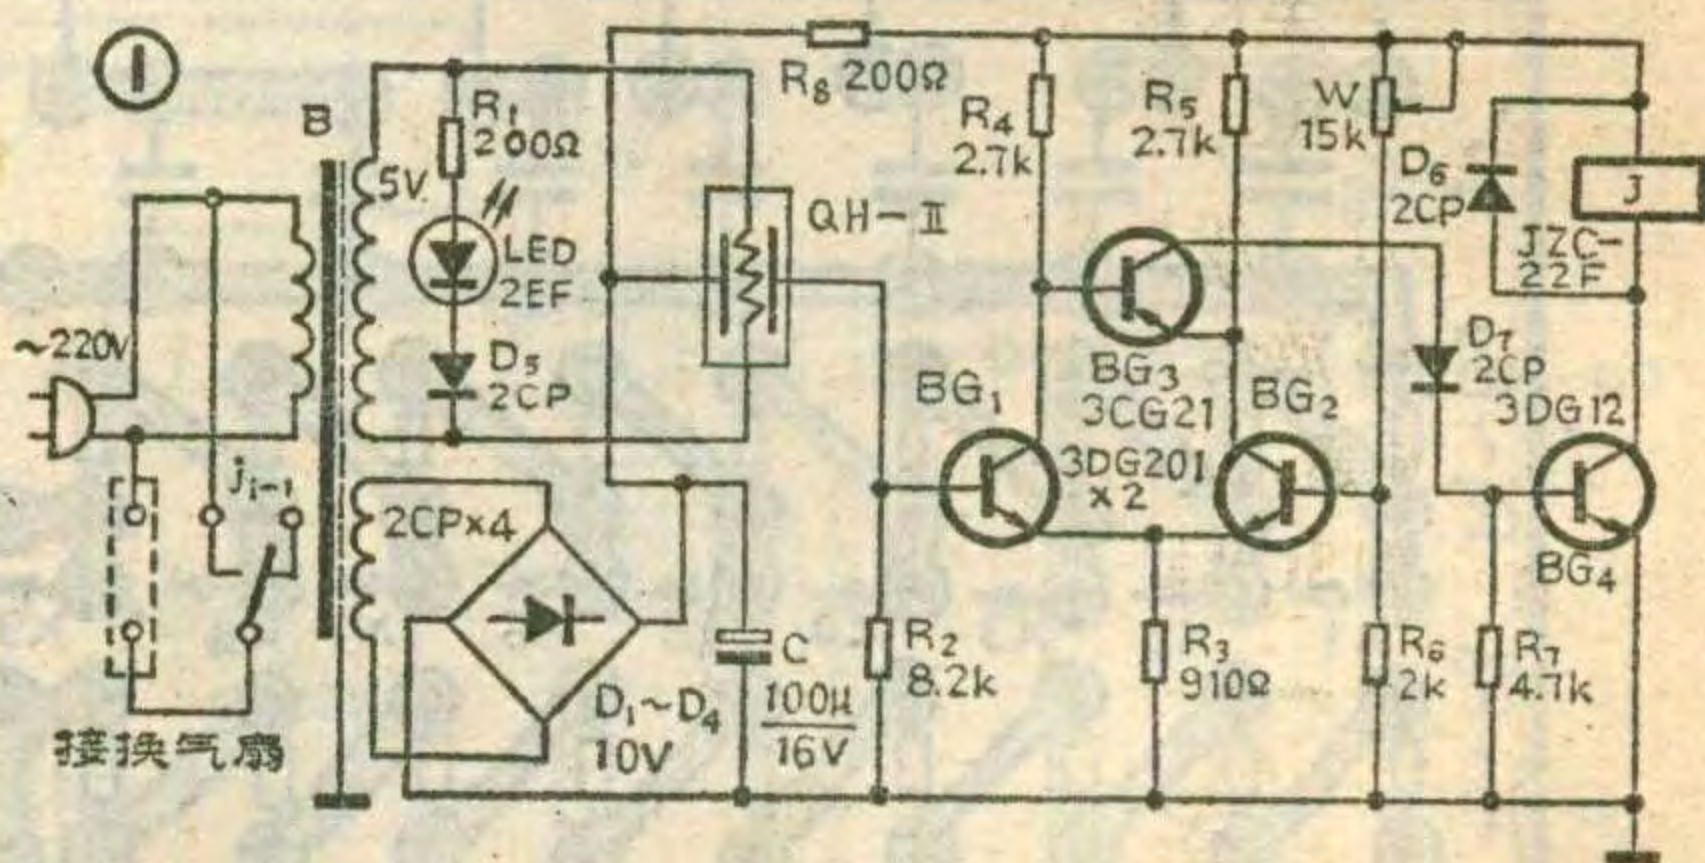 ①
B
5V.
R₁
200Ω
LED
2EF
D₅
2CP
~220V
j₁₋₁
接换气扇
2CP×4
D₁~D₄
10V
C
100μ
16V
QH-Ⅱ
R₈ 200Ω
R₄
2.7k
R₅
2.7k
W
15k
D₆
2CP
J
JZC-
22F
BG₁
BG₃
3CG21
BG₂
3DG201
×2
D₇
2CP
3DG12
BG₄
R₂
8.2k
R₃
910Ω
R₆
2k
R₇
4.7k